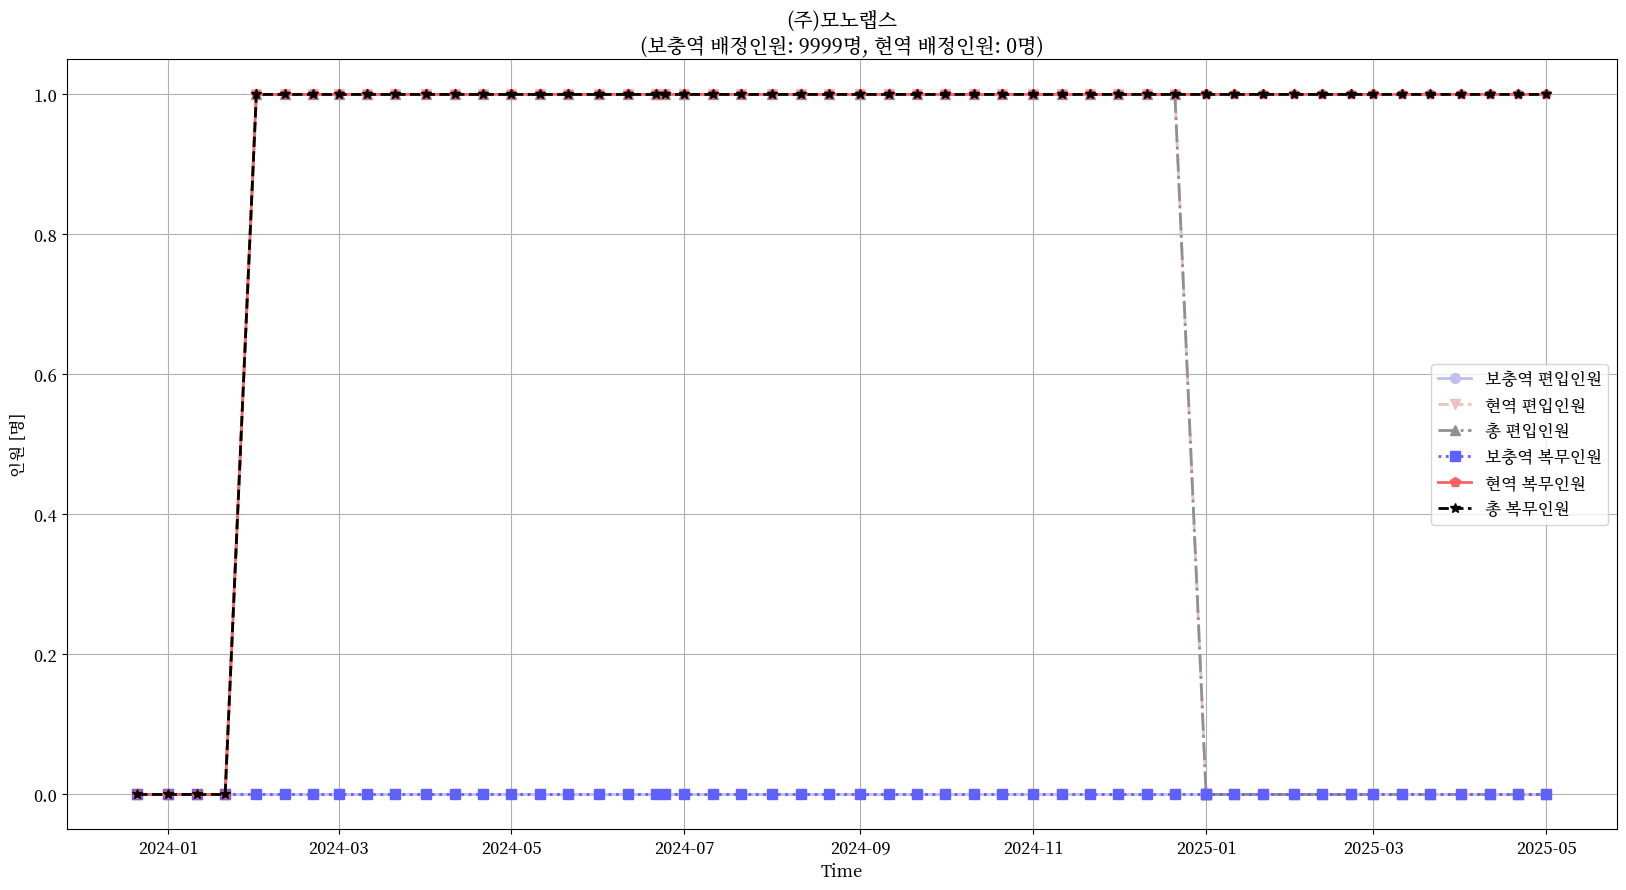 (주)모노랩스
(보충역 배정인원: 9999명, 현역 배정인원: 0명)
인원 [명]
1.0
0.8
0.6
0.4
0.2
0.0
보충역 편입인원
현역 편입인원
총 편입인원
보충역 복무인원
현역 복무인원
총 복무인원
2024-01 2024-03 2024-05 2024-07 2024-09 2024-11 2025-01 2025-03 2025-05
Time